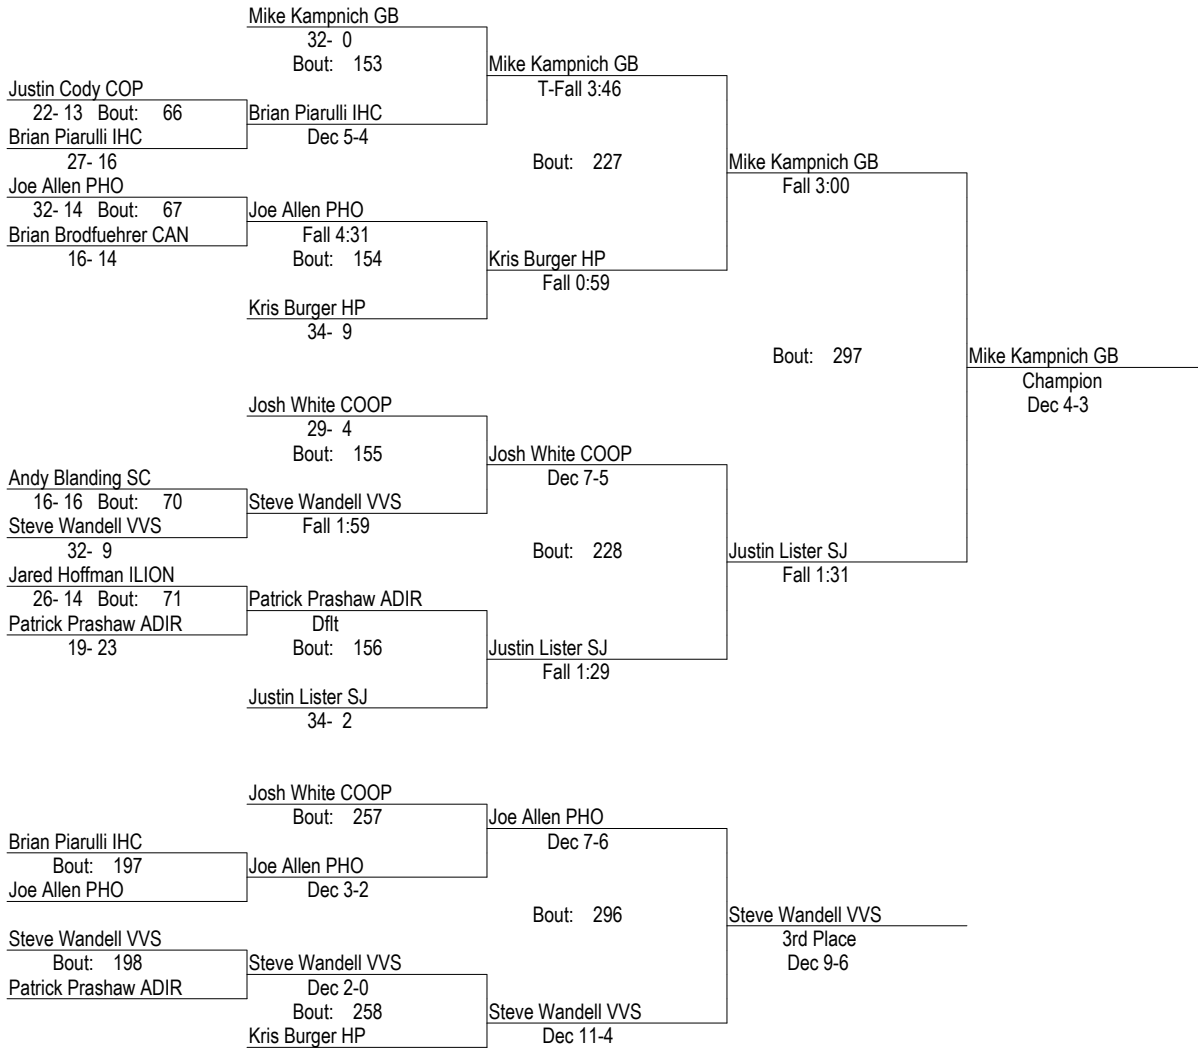 Mike Kampnich GB
32- 0
Bout: 153
Mike Kampnich GB
T-Fall 3:46
Justin Cody COP
22- 13 Bout: 66
Brian Piarulli IHC
Dec 5-4
Brian Piarulli IHC
27- 16
Bout: 227
Mike Kampnich GB
Fall 3:00
Joe Allen PHO
32- 14 Bout: 67
Joe Allen PHO
Fall 4:31
Brian Brodfuehrer CAN
16- 14
Bout: 154
Kris Burger HP
Fall 0:59
Kris Burger HP
34- 9
Bout: 297
Mike Kampnich GB
Champion
Dec 4-3
Josh White COOP
29- 4
Bout: 155
Josh White COOP
Dec 7-5
Andy Blanding SC
16- 16 Bout: 70
Steve Wandell VVS
Fall 1:59
Steve Wandell VVS
32- 9
Bout: 228
Justin Lister SJ
Fall 1:31
Jared Hoffman ILION
26- 14 Bout: 71
Patrick Prashaw ADIR
Dflt
Patrick Prashaw ADIR
19- 23
Bout: 156
Justin Lister SJ
Fall 1:29
Justin Lister SJ
34- 2
Josh White COOP
Bout: 257
Joe Allen PHO
Dec 7-6
Brian Piarulli IHC
Bout: 197
Joe Allen PHO
Dec 3-2
Joe Allen PHO
Bout: 296
Steve Wandell VVS
3rd Place
Dec 9-6
Steve Wandell VVS
Bout: 198
Steve Wandell VVS
Dec 2-0
Patrick Prashaw ADIR
Bout: 258
Steve Wandell VVS
Dec 11-4
Kris Burger HP